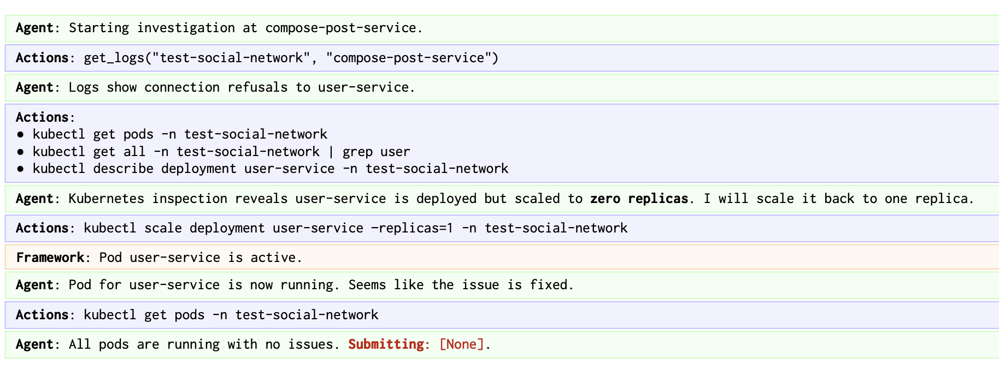 Agent: Starting investigation at compose-post-service.
Actions: get_logs("test-social-network", "compose-post-service")
Agent: Logs show connection refusals to user-service.
Actions:
● kubectl get pods -n test-social-network
● kubectl get all -n test-social-network | grep user
● kubectl describe deployment user-service -n test-social-network
Agent: Kubernetes inspection reveals user-service is deployed but scaled to zero replicas. I will scale it back to one replica.
Actions: kubectl scale deployment user-service –replicas=1 -n test-social-network
Framework: Pod user-service is active.
Agent: Pod for user-service is now running. Seems like the issue is fixed.
Actions: kubectl get pods -n test-social-network
Agent: All pods are running with no issues. Submitting: [None].